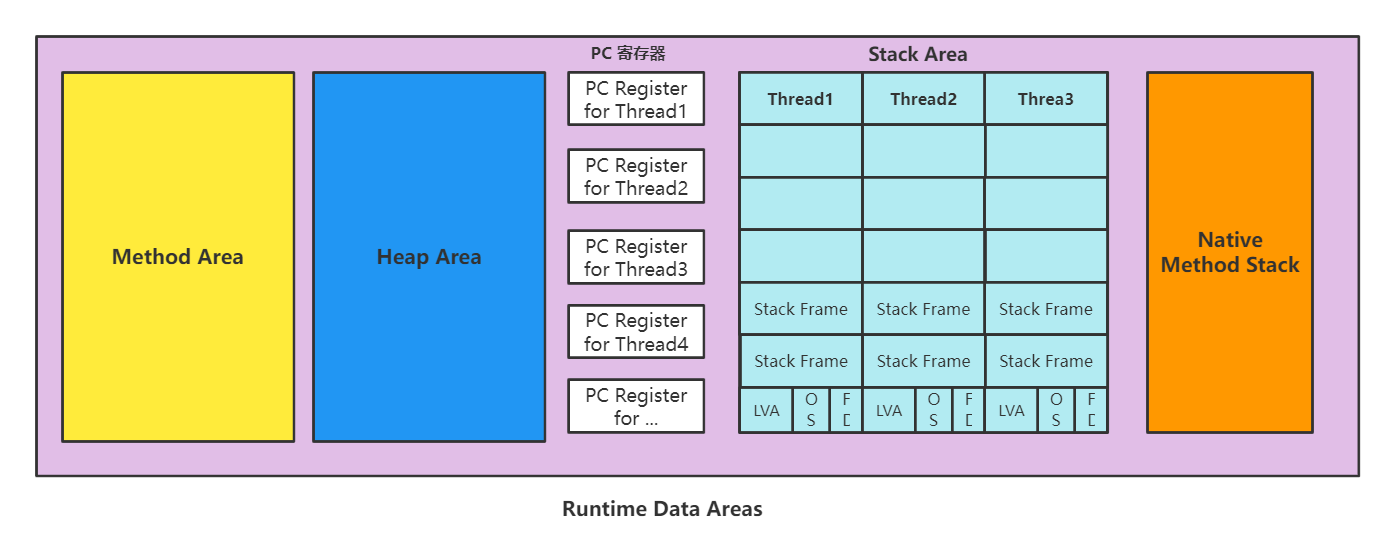 PC 寄存器
Stack Area
Method Area
Heap Area
PC Register
for Thread1
PC Register
for Thread2
PC Register
for Thread3
PC Register
for Thread4
PC Register
for ...
Thread1
Thread2
Threa3
Stack Frame
Stack Frame
Stack Frame
Stack Frame
Stack Frame
Stack Frame
LVA
O
S
F
LVA
O
S
F
LVA
O
S
F
Native
Method Stack
Runtime Data Areas